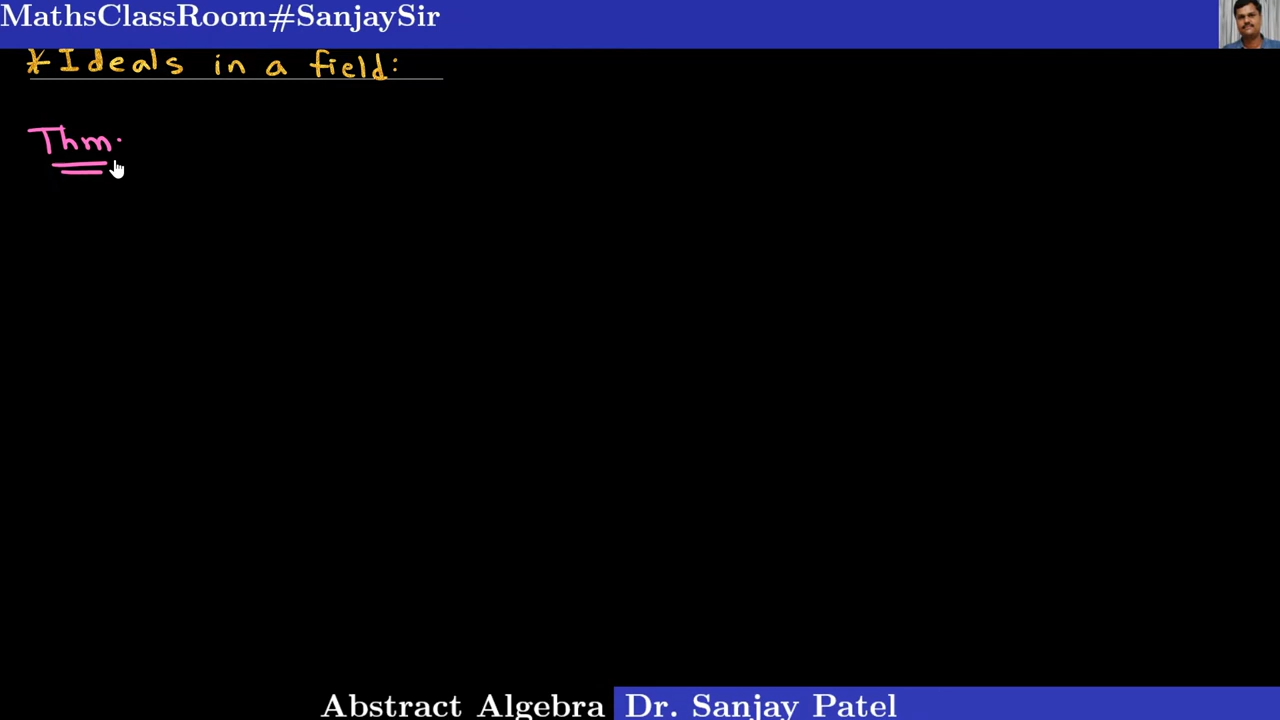 MathsClassRoom#SanjaySir
*Ideals in a field:
Thm.
Abstract Algebra Dr. Sanjay Patel